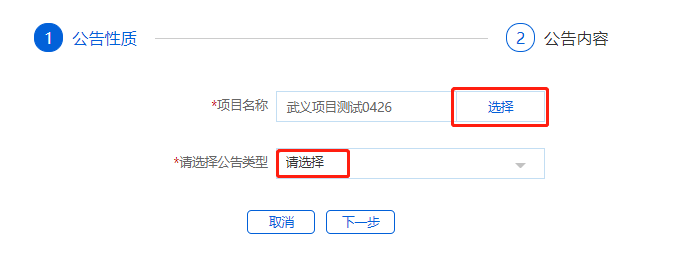 1 公告性质 2 公告内容
*项目名称 武义项目测试0426 选择
*请选择公告类型 请选择
取消 下一步